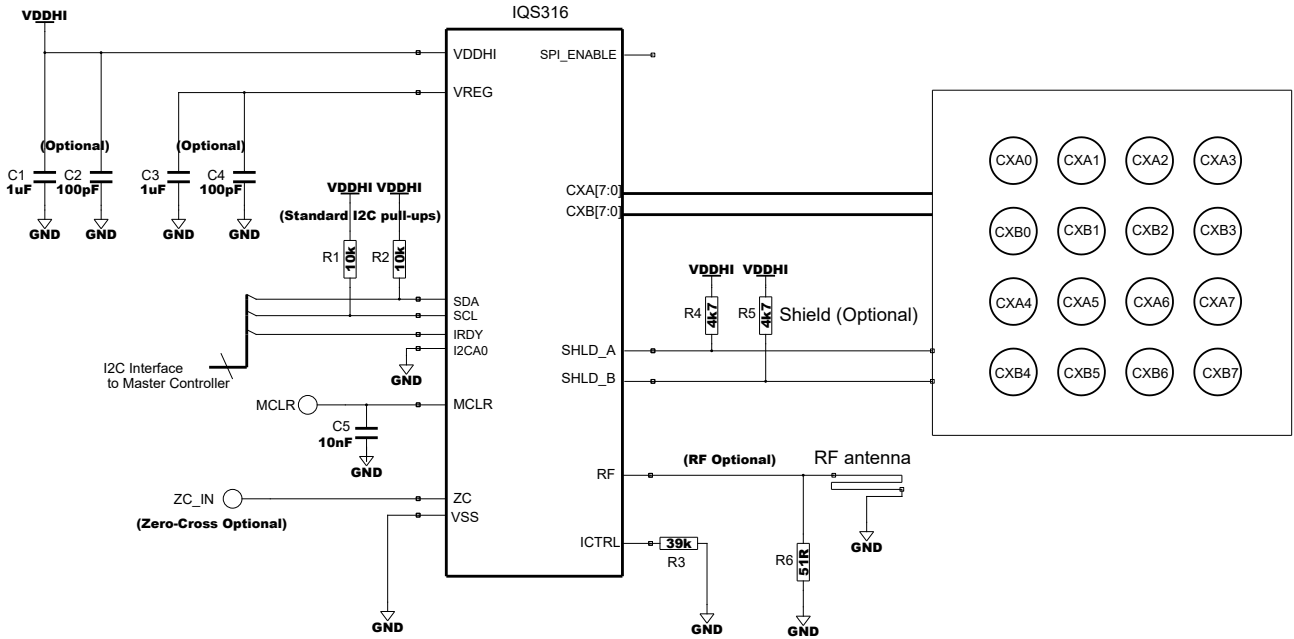 IQS316
VDDHI
VDDHI
SPI_ENABLE
VREG
(Optional)
(Optional)
C1
1uF
C2
100pF
C3
1uF
C4
100pF
GND
GND
GND
GND
VDDHI VDDHI
(Standard I2C pull-ups)
R1
10k
R2
10k
SDA
SCL
IRDY
I2CA0
GND
I2C Interface
to Master Controller
MCLR
MCLR
C5
10nF
GND
ZC_IN
ZC
(Zero-Cross Optional)
VSS
GND
CXA[7:0]
CXB[7:0]
VDDHI VDDHI
R4
4k7
R5
4k7
Shield (Optional)
SHLD_A
SHLD_B
RF
(RF Optional)
RF antenna
GND
ICTRL
39k
R3
GND
R6
51R
GND
CXA0 CXA1 CXA2 CXA3
CXB0 CXB1 CXB2 CXB3
CXA4 CXA5 CXA6 CXA7
CXB4 CXB5 CXB6 CXB7